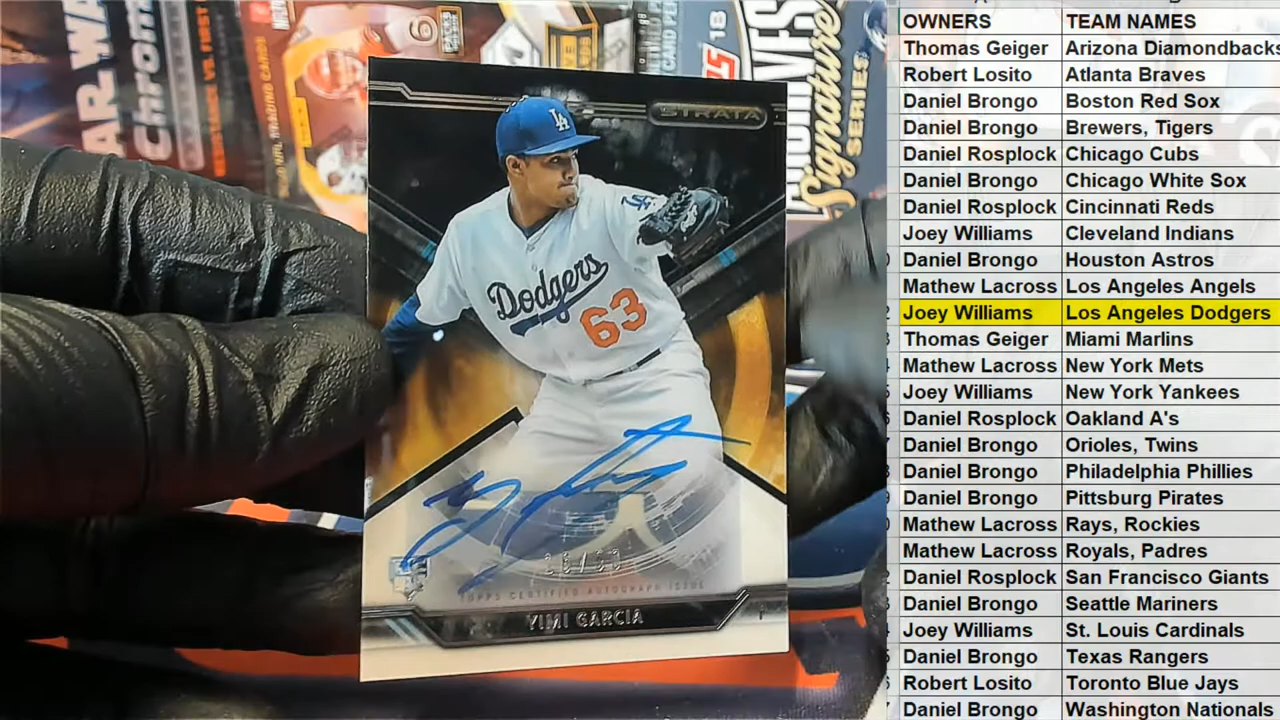 OWNERS TEAM NAMES
Thomas Geiger Arizona Diamondbacks
Robert Losito Atlanta Braves
Daniel Brongo Boston Red Sox
Daniel Brongo Brewers, Tigers
Daniel Rosplock Chicago Cubs
Daniel Brongo Chicago White Sox
Daniel Rosplock Cincinnati Reds
Joey Williams Cleveland Indians
Daniel Brongo Houston Astros
Mathew Lacross Los Angeles Angels
Joey Williams Los Angeles Dodgers
Thomas Geiger Miami Marlins
Mathew Lacross New York Mets
Joey Williams New York Yankees
Daniel Rosplock Oakland A's
Daniel Brongo Orioles, Twins
Daniel Brongo Philadelphia Phillies
Daniel Brongo Pittsburg Pirates
Mathew Lacross Rays, Rockies
Mathew Lacross Royals, Padres
Daniel Rosplock San Francisco Giants
Daniel Brongo Seattle Mariners
Joey Williams St. Louis Cardinals
Daniel Brongo Texas Rangers
Robert Losito Toronto Blue Jays
Daniel Brongo Washington Nationals
STRATA
LA
LA
Dodgers
63
TOPPS CERTIFIED AUTOGRAPH ISSUE
YIMI GARCIA
Chrome
Signature
SERIES